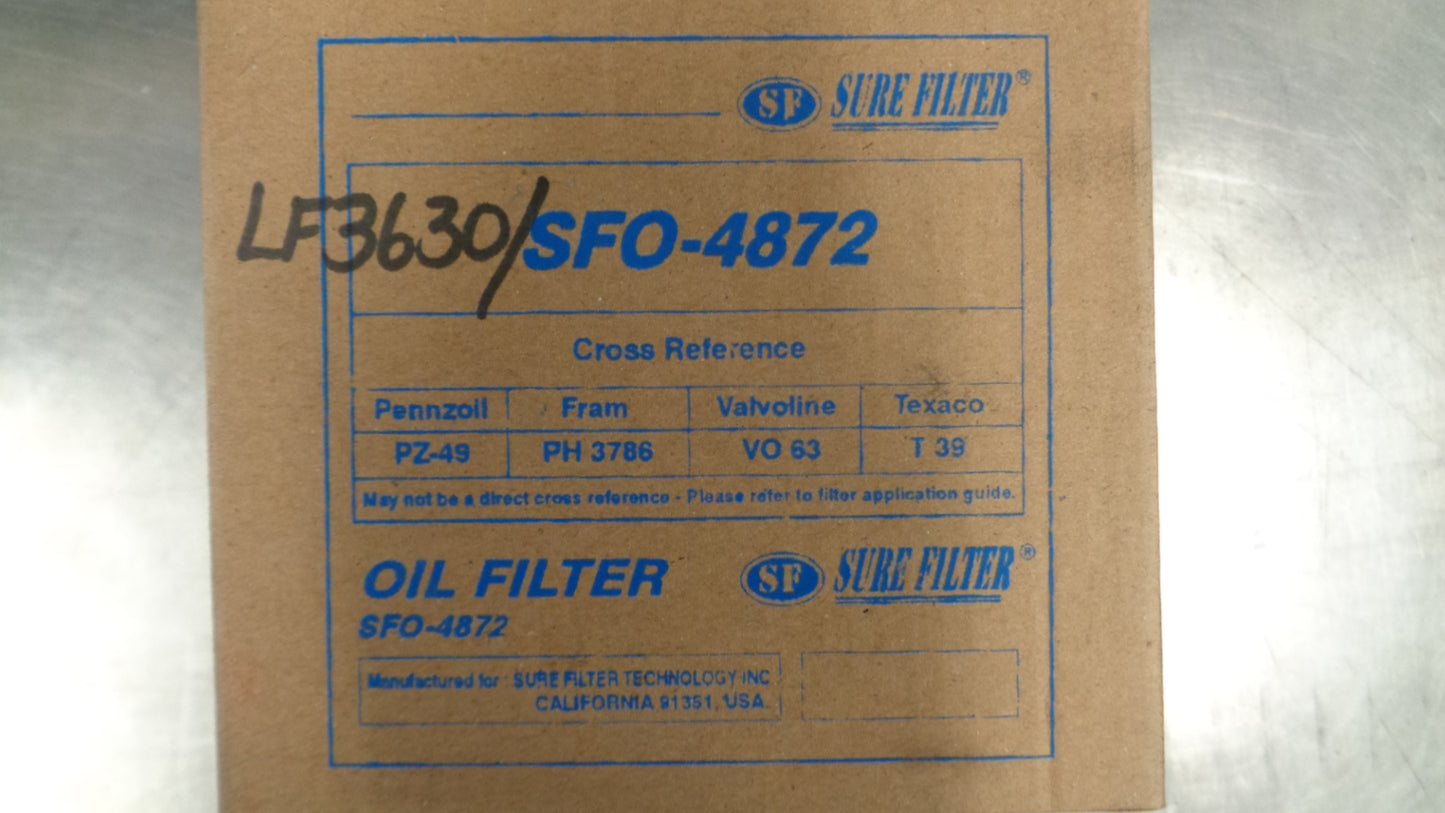 SF SURE FILTER®
LF3630/SFO-4872
Cross Reference
Pennzoil Fram Valvoline Texaco
PZ-49 PH 3786 VO 63 T 39
May not be a direct cross reference - Please refer to filter application guide.
OIL FILTER SF SURE FILTER®
SFO-4872
Manufactured for : SURE FILTER TECHNOLOGY INC.
CALIFORNIA 91351, USA.